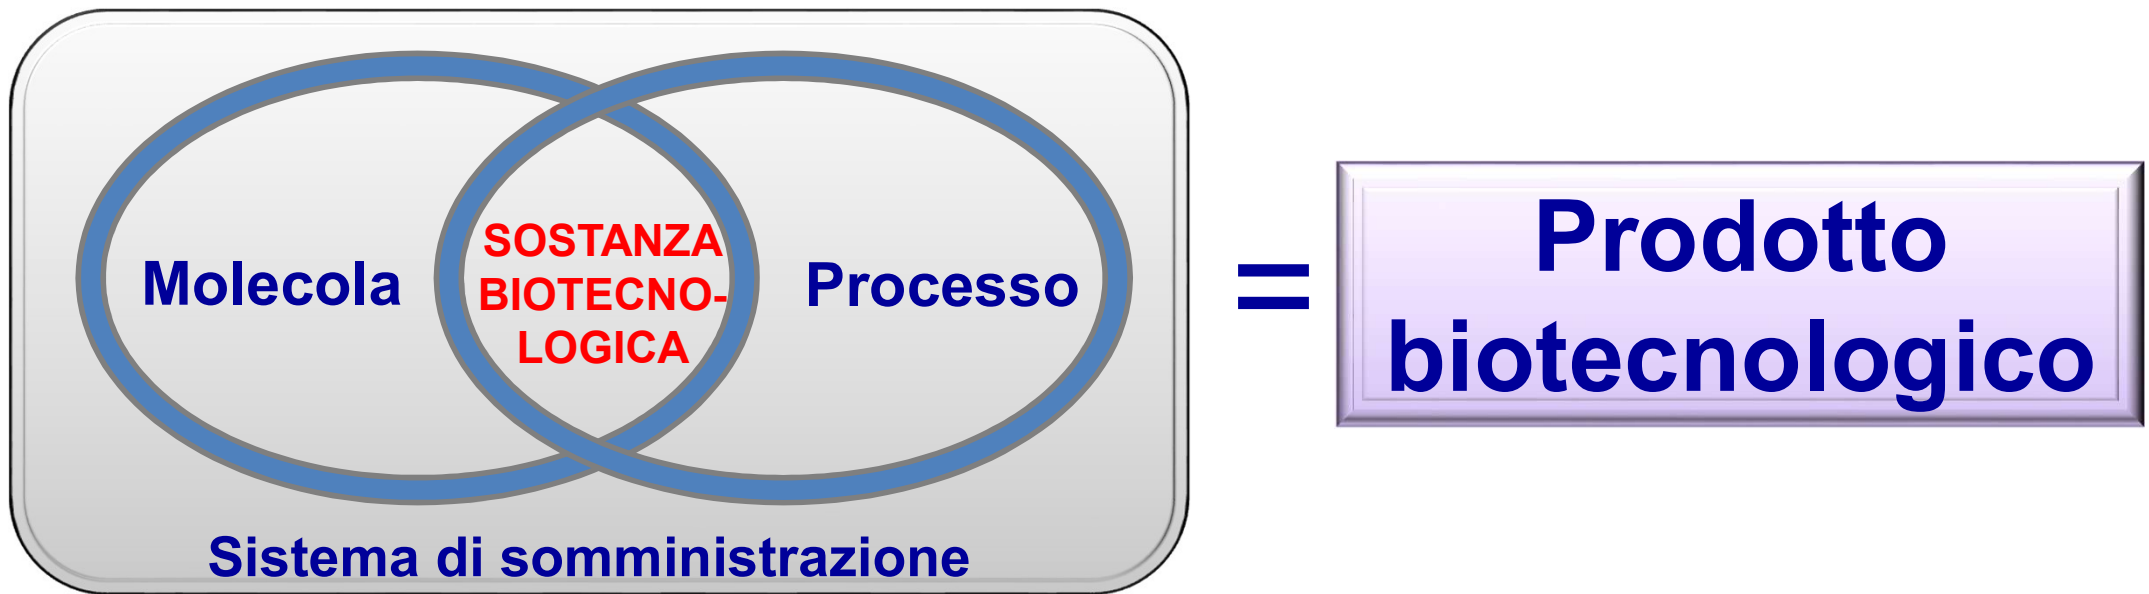 Molecola
SOSTANZA
BIOTECNO-
LOGICA
Processo
Sistema di somministrazione
=
Prodotto
biotecnologico